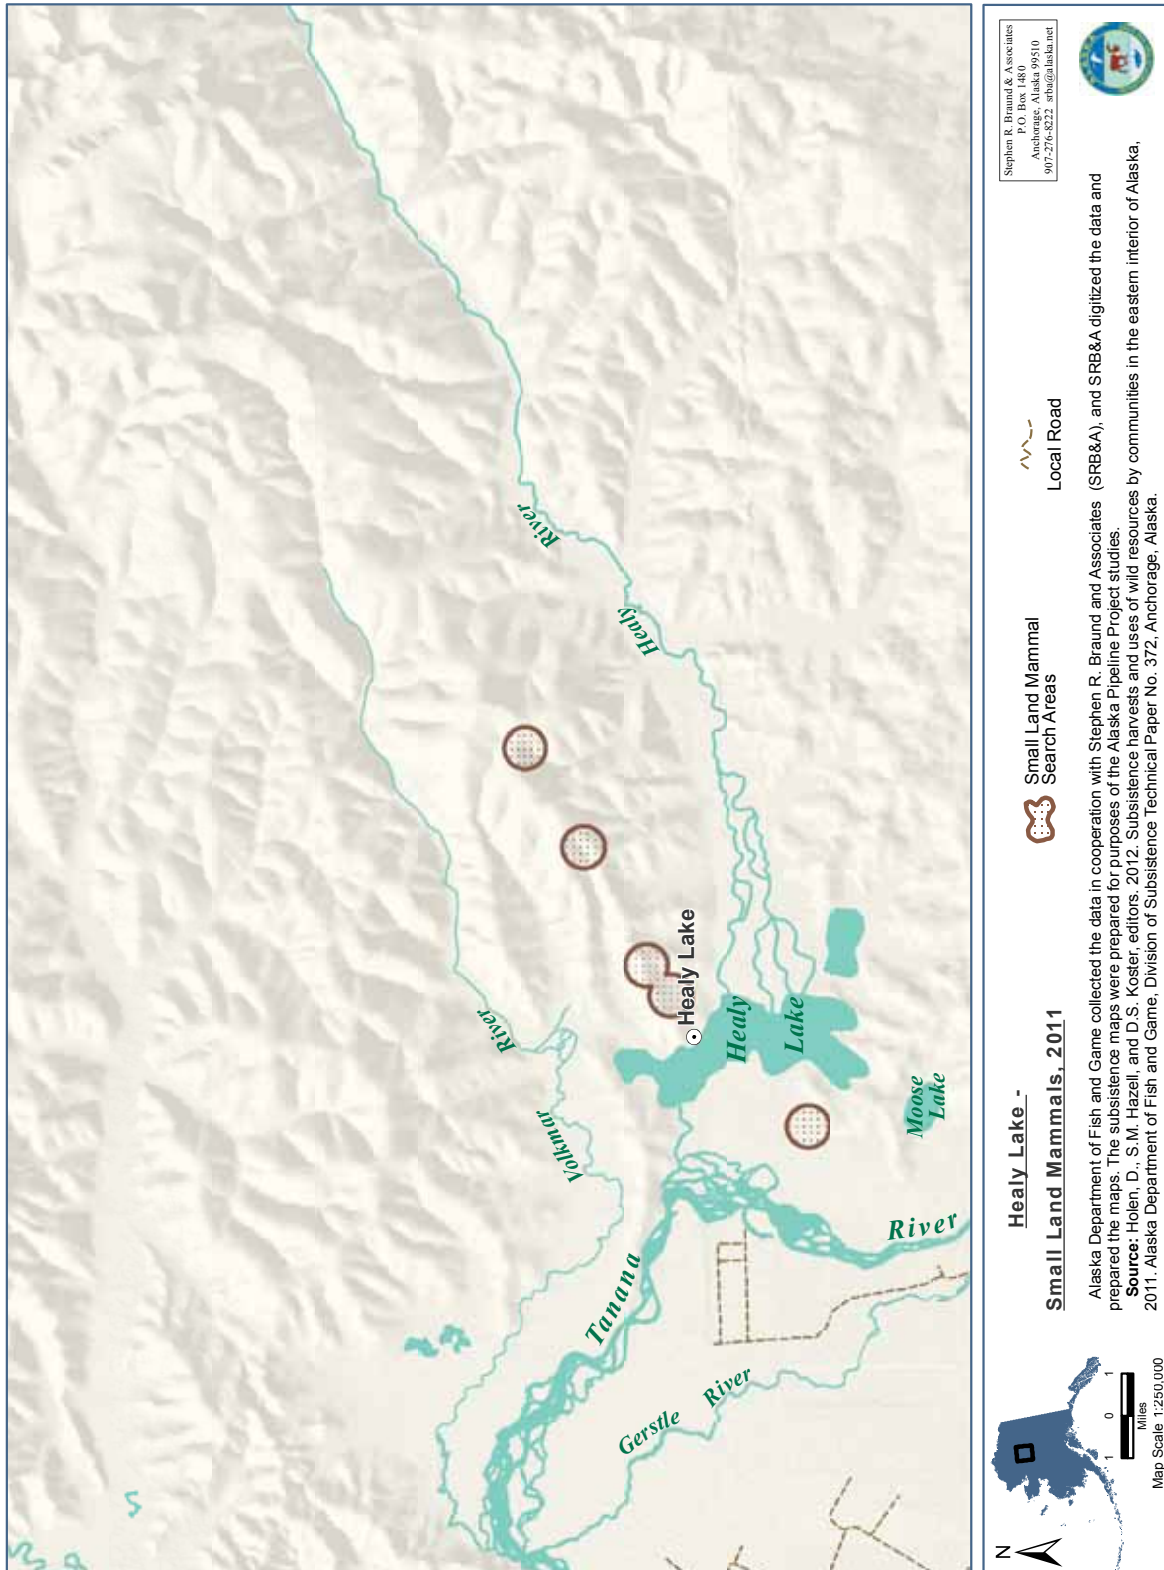 River
River
Healy
Healy Lake
Healy
Lake
River
Volkmar
Moose
Lake
Tanana
River
Gerstle
River
Healy Lake -
Small Land Mammals, 2011
Small Land Mammal
Search Areas
Local Road
Stephen R. Braund & Associates
P.O. Box 1480
Anchorage, Alaska 99510
907-276-8222 srba@alaska.net
Alaska Department of Fish and Game collected the data in cooperation with Stephen R. Braund and Associates (SRB&A), and SRB&A digitized the data and
prepared the maps. The subsistence maps were prepared for purposes of the Alaska Pipeline Project studies.
Source: Holen, D., S.M. Hazell, and D.S. Koster, editors. 2012. Subsistence harvests and uses of wild resources by communities in the eastern interior of Alaska,
2011. Alaska Department of Fish and Game, Division of Subsistence Technical Paper No. 372, Anchorage, Alaska.
N
1 0 1
Miles
Map Scale 1:250,000